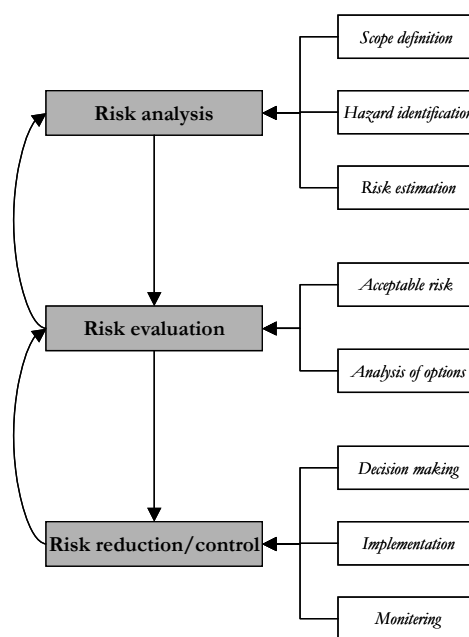 Scope definition
Risk analysis
Hazard identification
Risk estimation
Acceptable risk
Risk evaluation
Analysis of options
Decision making
Risk reduction/control
Implementation
Monitering